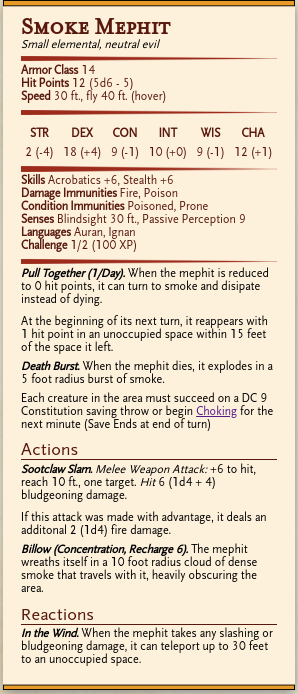 Smoke Mephit
Small elemental, neutral evil
Armor Class 14
Hit Points 12 (5d6 - 5)
Speed 30 ft., fly 40 ft. (hover)
STR DEX CON INT WIS CHA
2 (-4) 18 (+4) 9 (-1) 10 (+0) 9 (-1) 12 (+1)
Skills Acrobatics +6, Stealth +6
Damage Immunities Fire, Poison
Condition Immunities Poisoned, Prone
Senses Blindsight 30 ft., Passive Perception 9
Languages Auran, Ignan
Challenge 1/2 (100 XP)
Pull Together (1/Day). When the mephit is reduced
to 0 hit points, it can turn to smoke and disipate
instead of dying.
At the beginning of its next turn, it reappears with
1 hit point in an unoccupied space within 15 feet
of the space it left.
Death Burst. When the mephit dies, it explodes in a
5 foot radius burst of smoke.
Each creature in the area must succeed on a DC 9
Constitution saving throw or begin Choking for the
next minute (Save Ends at end of turn)
Actions
Sootclaw Slam. Melee Weapon Attack: +6 to hit,
reach 10 ft., one target. Hit 6 (1d4 + 4)
bludgeoning damage.
If this attack was made with advantage, it deals an
additonal 2 (1d4) fire damage.
Billow (Concentration, Recharge 6). The mephit
wreaths itself in a 10 foot radius cloud of dense
smoke that travels with it, heavily obscuring the
area.
Reactions
In the Wind. When the mephit takes any slashing or
bludgeoning damage, it can teleport up to 30 feet
to an unoccupied space.